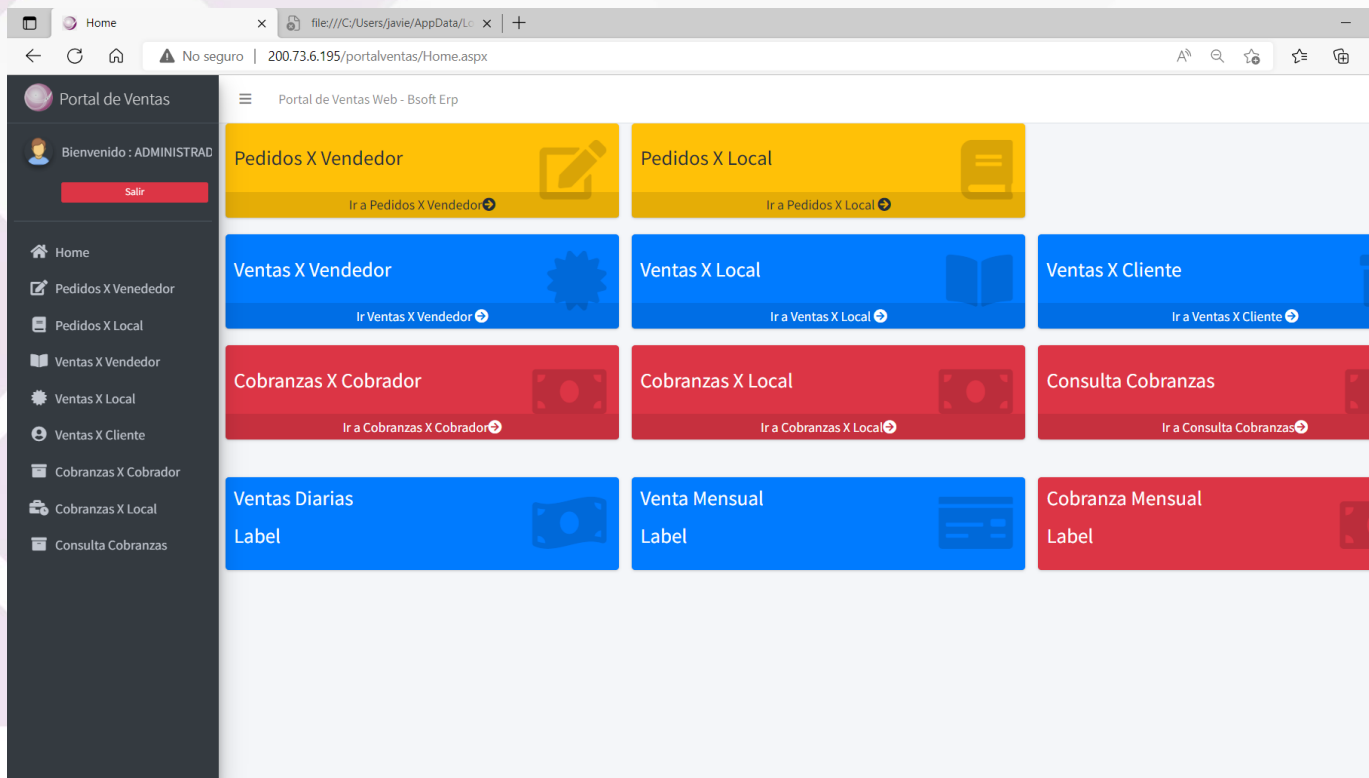 Home
file:///C:/Users/javie/AppData/Lo
No seguro | 200.73.6.195/portalventas/Home.aspx
Portal de Ventas
Bienvenido : ADMINISTRAD
Salir
Home
Pedidos X Venededor
Pedidos X Local
Ventas X Vendedor
Ventas X Local
Ventas X Cliente
Cobranzas X Cobrador
Cobranzas X Local
Consulta Cobranzas
Portal de Ventas Web - Bsoft Erp
Pedidos X Vendedor
Ir a Pedidos X Vendedor
Pedidos X Local
Ir a Pedidos X Local
Ventas X Vendedor
Ir Ventas X Vendedor
Ventas X Local
Ir a Ventas X Local
Ventas X Cliente
Ir a Ventas X Cliente
Cobranzas X Cobrador
Ir a Cobranzas X Cobrador
Cobranzas X Local
Ir a Cobranzas X Local
Consulta Cobranzas
Ir a Consulta Cobranzas
Ventas Diarias
Label
Venta Mensual
Label
Cobranza Mensual
Label